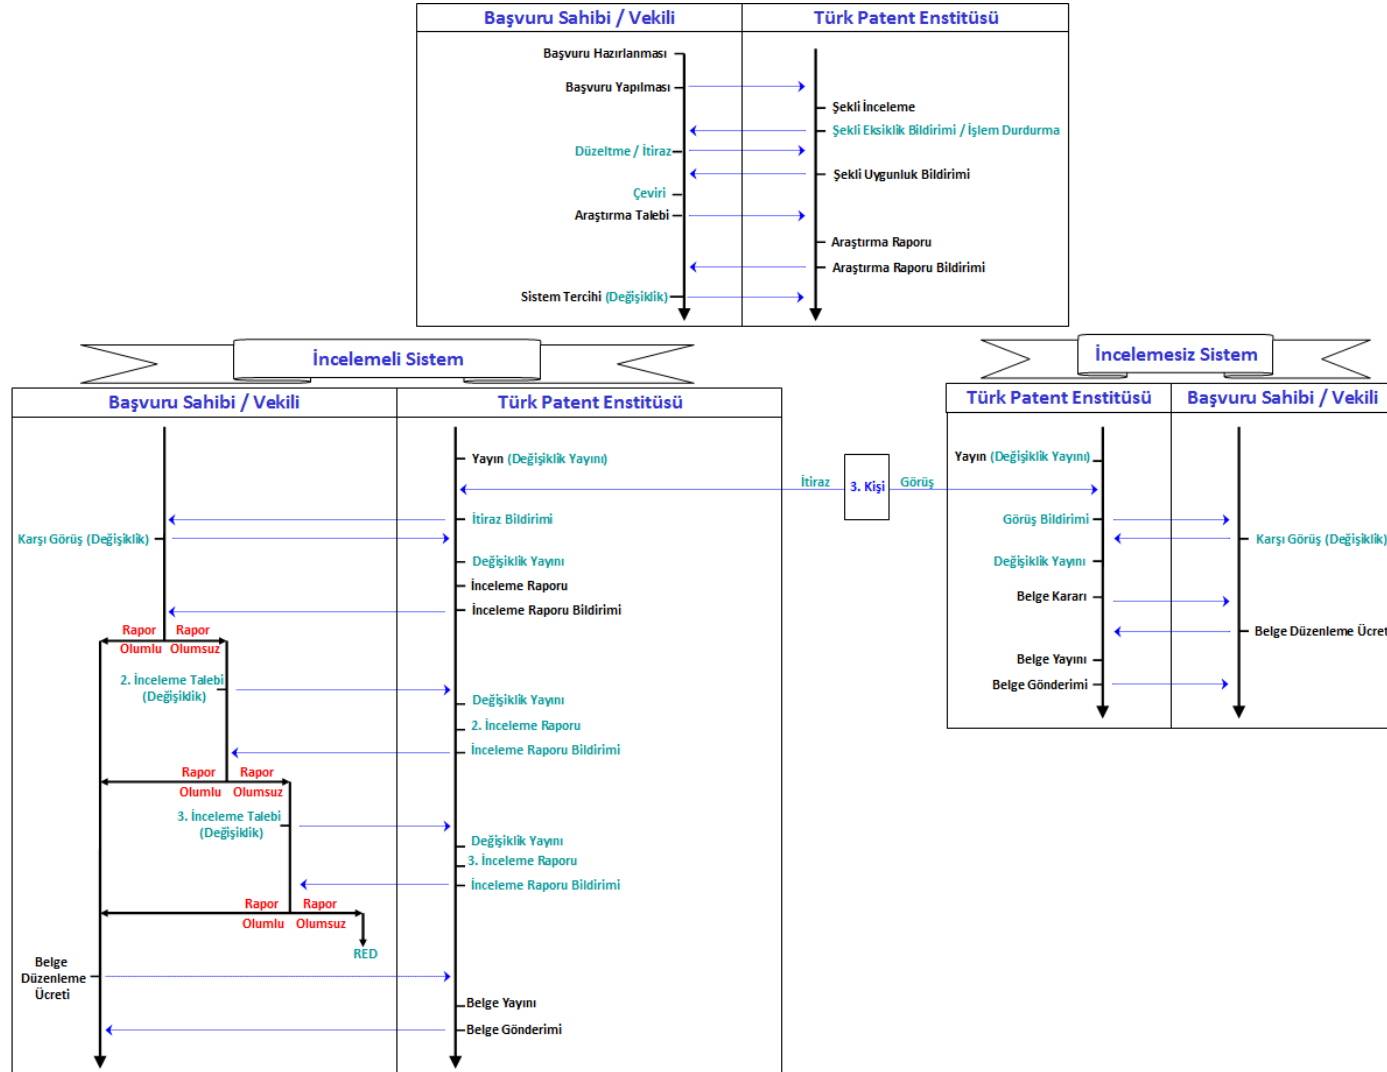 Başvuru Sahibi / Vekili
Türk Patent Enstitüsü
Başvuru Hazırlanması
Başvuru Yapılması
Şekli İnceleme
Şekli Eksiklik Bildirimi / İşlem Durdurma
Düzeltme / İtiraz
Şekli Uygunluk Bildirimi
Çeviri
Araştırma Talebi
Araştırma Raporu
Araştırma Raporu Bildirimi
Sistem Tercihi (Değişiklik)
İncelemeli Sistem
Başvuru Sahibi / Vekili
Türk Patent Enstitüsü
Yayın (Değişiklik Yayını)
İtiraz
3. Kişi
Görüş
İtiraz Bildirimi
Karşı Görüş (Değişiklik)
Değişiklik Yayını
İnceleme Raporu
İnceleme Raporu Bildirimi
Rapor
Olumlu
Rapor
Olumsuz
2. İnceleme Talebi
(Değişiklik)
Değişiklik Yayını
2. İnceleme Raporu
İnceleme Raporu Bildirimi
Rapor
Olumlu
Rapor
Olumsuz
3. İnceleme Talebi
(Değişiklik)
Değişiklik Yayını
3. İnceleme Raporu
İnceleme Raporu Bildirimi
Rapor
Olumlu
Rapor
Olumsuz
RED
Belge
Düzenleme
Ücreti
Belge Yayını
Belge Gönderimi
İncelemesiz Sistem
Türk Patent Enstitüsü
Başvuru Sahibi / Vekili
Yayın (Değişiklik Yayını)
Görüş Bildirimi
Karşı Görüş (Değişiklik)
Değişiklik Yayını
Belge Kararı
Belge Düzenleme Ücret
Belge Yayını
Belge Gönderimi